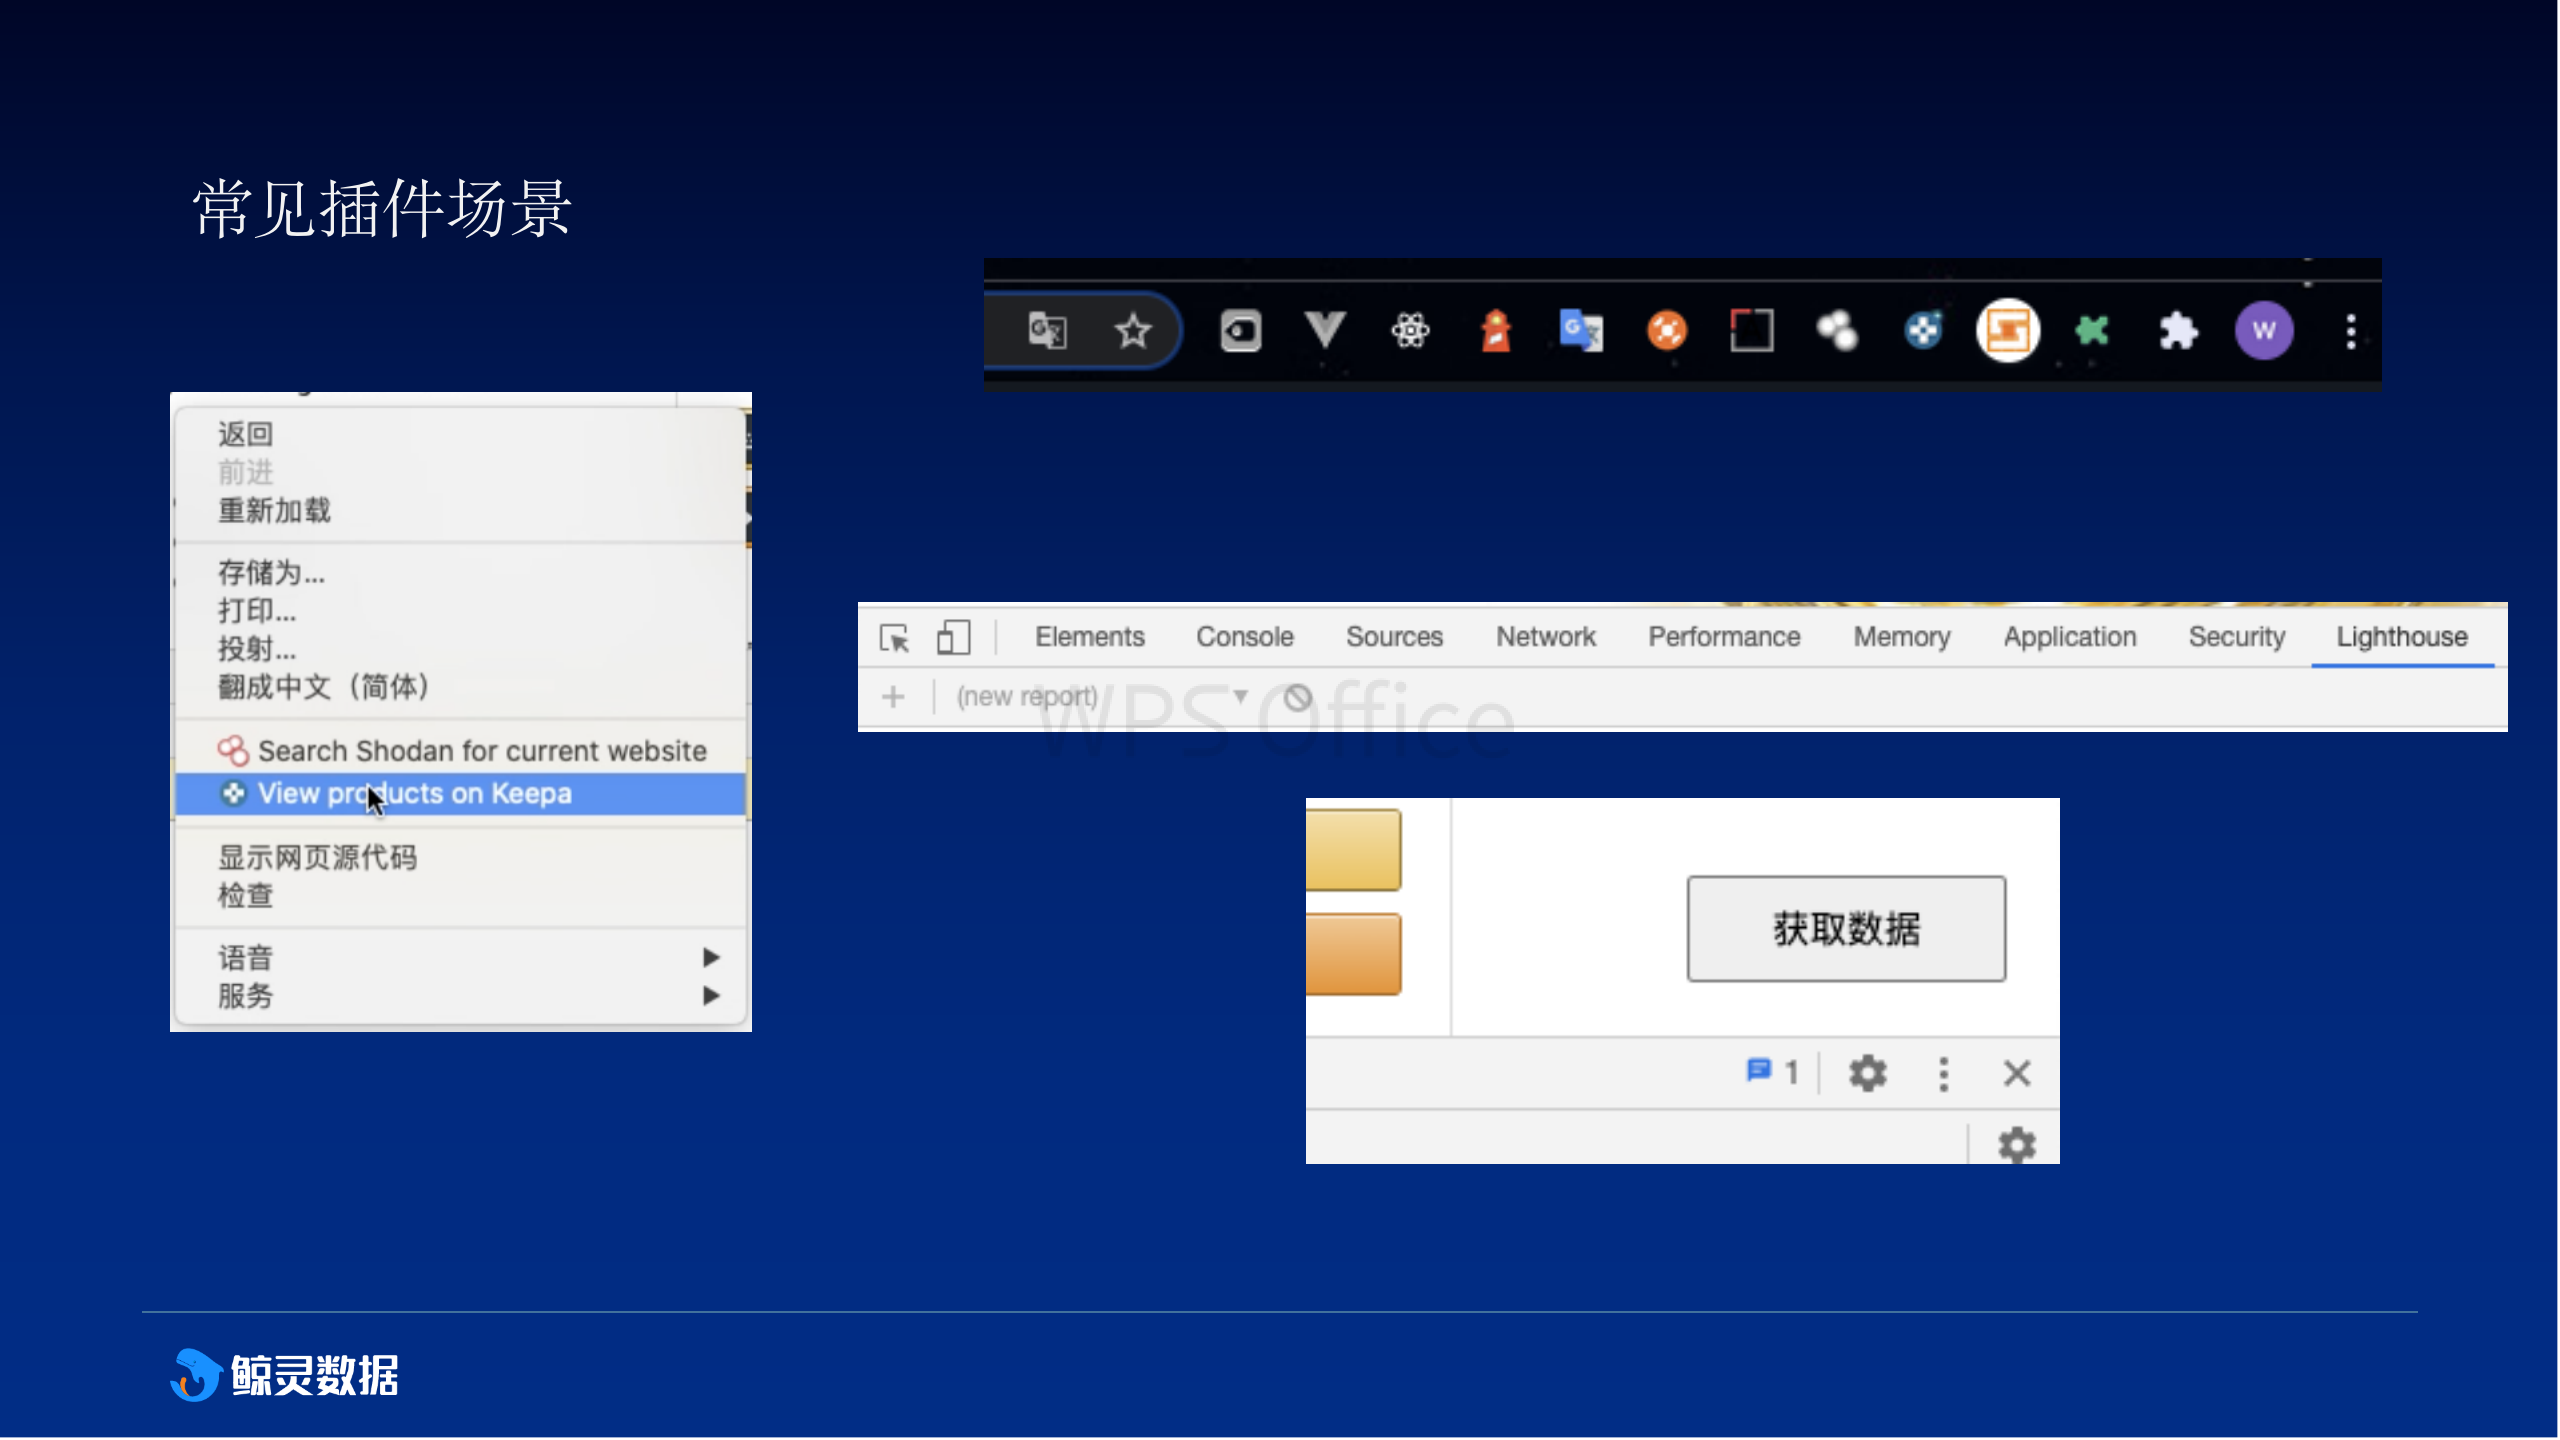 常见插件场景
W
返回
前进
重新加载
存储为...
打印...
投射...
翻成中文（简体）
Search Shodan for current website
View products on Keepa
显示网页源代码
检查
语音
服务
Elements Console Sources Network Performance Memory Application Security Lighthouse
(new report)
WPS Office
获取数据
1
鲸灵数据